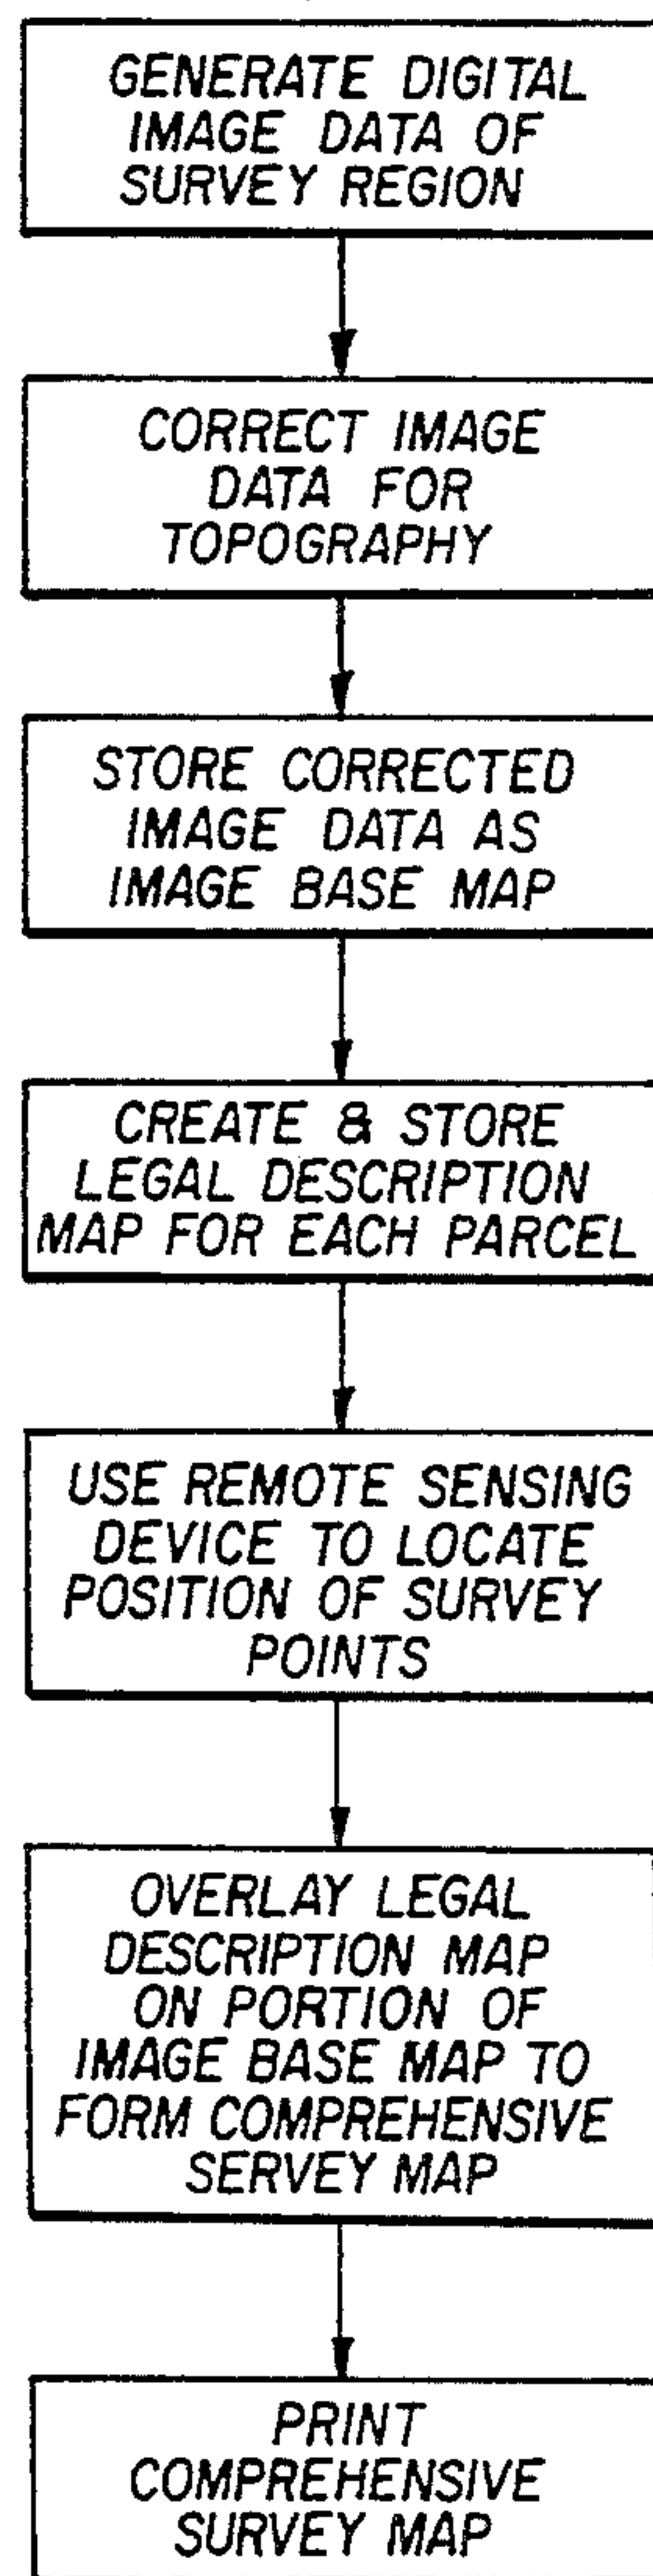 GENERATE DIGITAL
IMAGE DATA OF
SURVEY REGION
CORRECT IMAGE
DATA FOR
TOPOGRAPHY
STORE CORRECTED
IMAGE DATA AS
IMAGE BASE MAP
CREATE & STORE
LEGAL DESCRIPTION
MAP FOR EACH PARCEL
USE REMOTE SENSING
DEVICE TO LOCATE
POSITION OF SURVEY
POINTS
OVERLAY LEGAL
DESCRIPTION MAP
ON PORTION OF
IMAGE BASE MAP TO
FORM COMPREHENSIVE
SERVEY MAP
PRINT
COMPREHENSIVE
SURVEY MAP